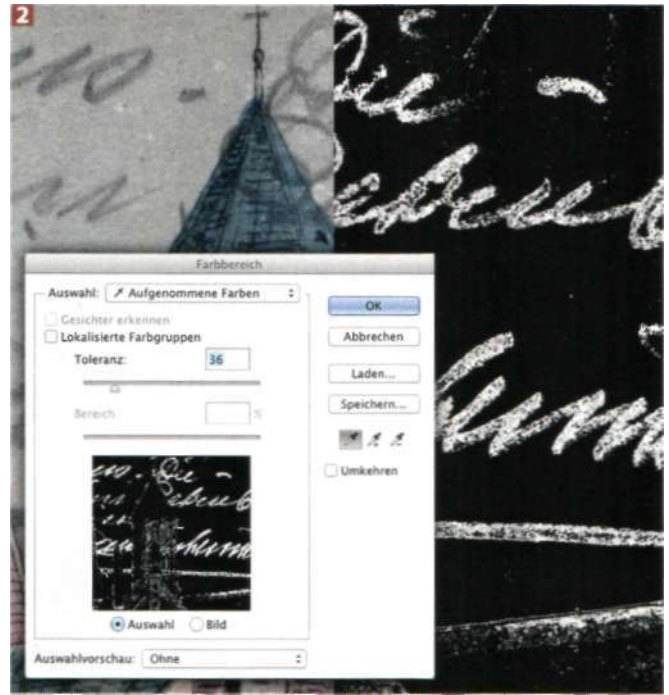 2
Die
Farbbereich
Auswahl: Aufgenommene Farben
OK
Gesichter erkennen
Lokalisierte Farbgruppen
Abbrechen
Toleranz: 36
Laden...
Bereich %
Speichern...
Umkehren
Auswahl Bild
Auswahlvorschau: Ohne